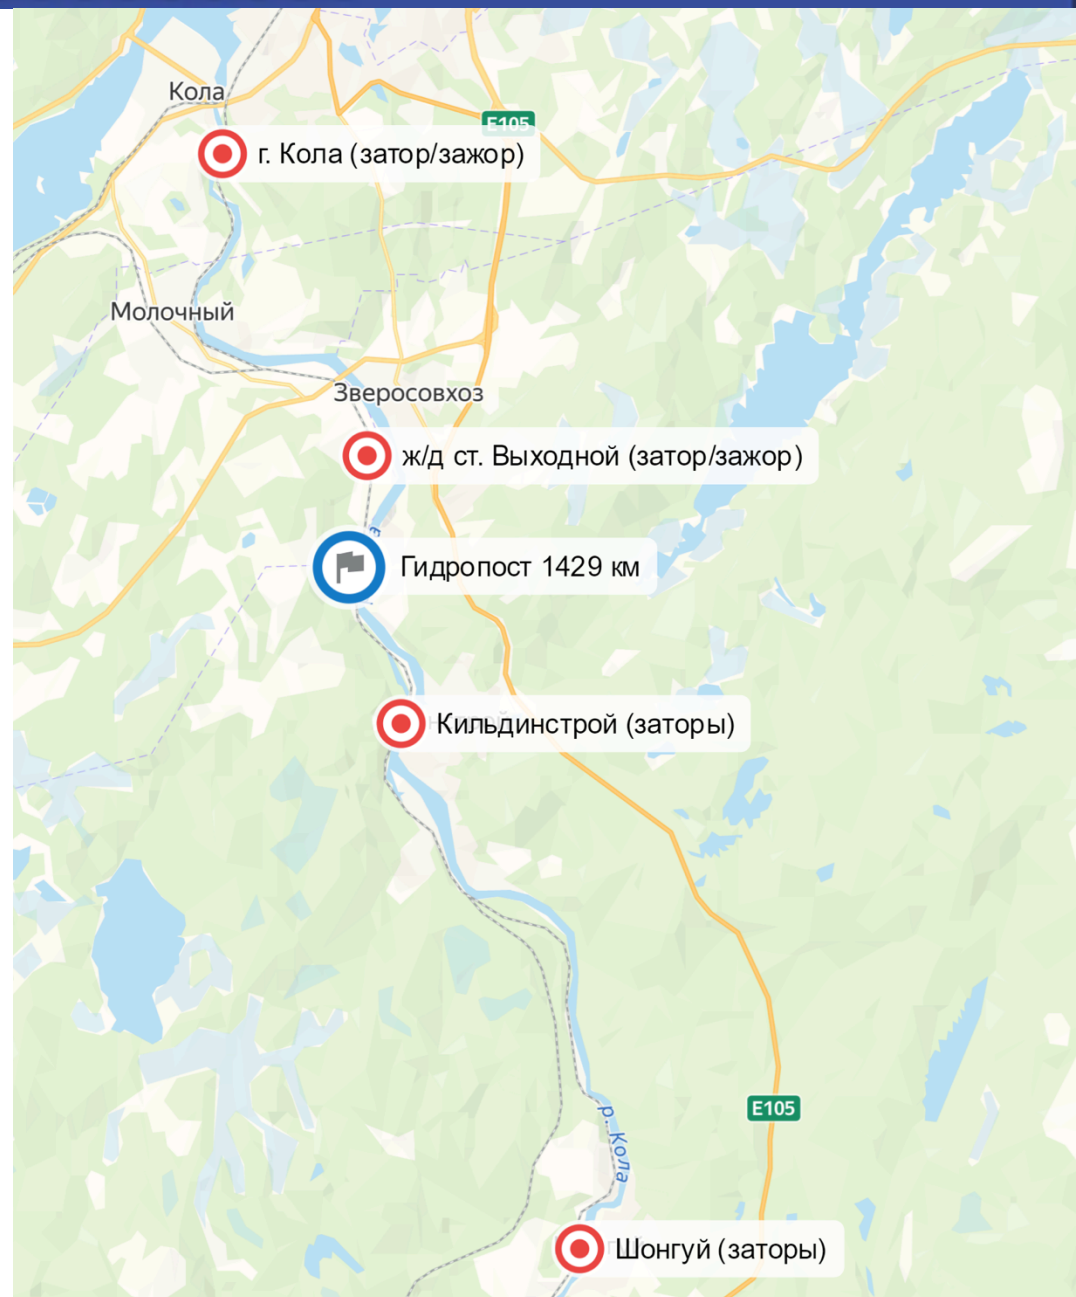 Кола
E105
г. Кола (затор/зажор)
Молочный
Зверосовхоз
ж/д ст. Выходной (затор/зажор)
Гидропост 1429 км
Кильдинстрой (заторы)
E105
р. Кола
Шонгуй (заторы)